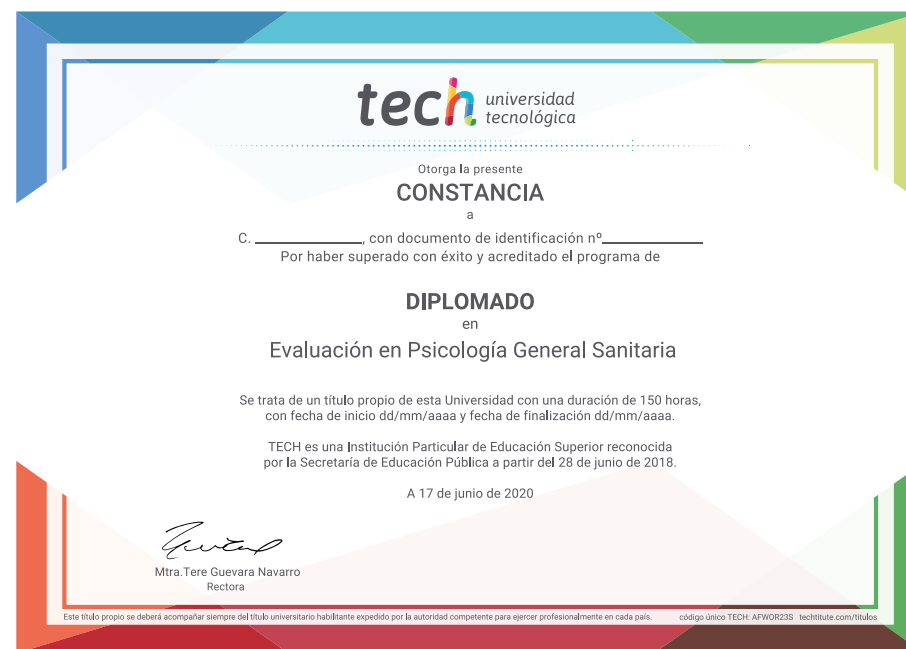 tech universidad
tecnológica
Otorga la presente
CONSTANCIA
a
C. ______________, con documento de identificación nº_____________
Por haber superado con éxito y acreditado el programa de
DIPLOMADO
en
Evaluación en Psicología General Sanitaria
Se trata de un título propio de esta Universidad con una duración de 150 horas,
con fecha de inicio dd/mm/aaaa y fecha de finalización dd/mm/aaaa.
TECH es una Institución Particular de Educación Superior reconocida
por la Secretaría de Educación Pública a partir del 28 de junio de 2018.
A 17 de junio de 2020
Mtra.Tere Guevara Navarro
Rectora
Este título propio se deberá acompañar siempre del título universitario habilitante expedido por la autoridad competente para ejercer profesionalmente en cada país. código único TECH: AFWOR23S techtitute.com/titulos